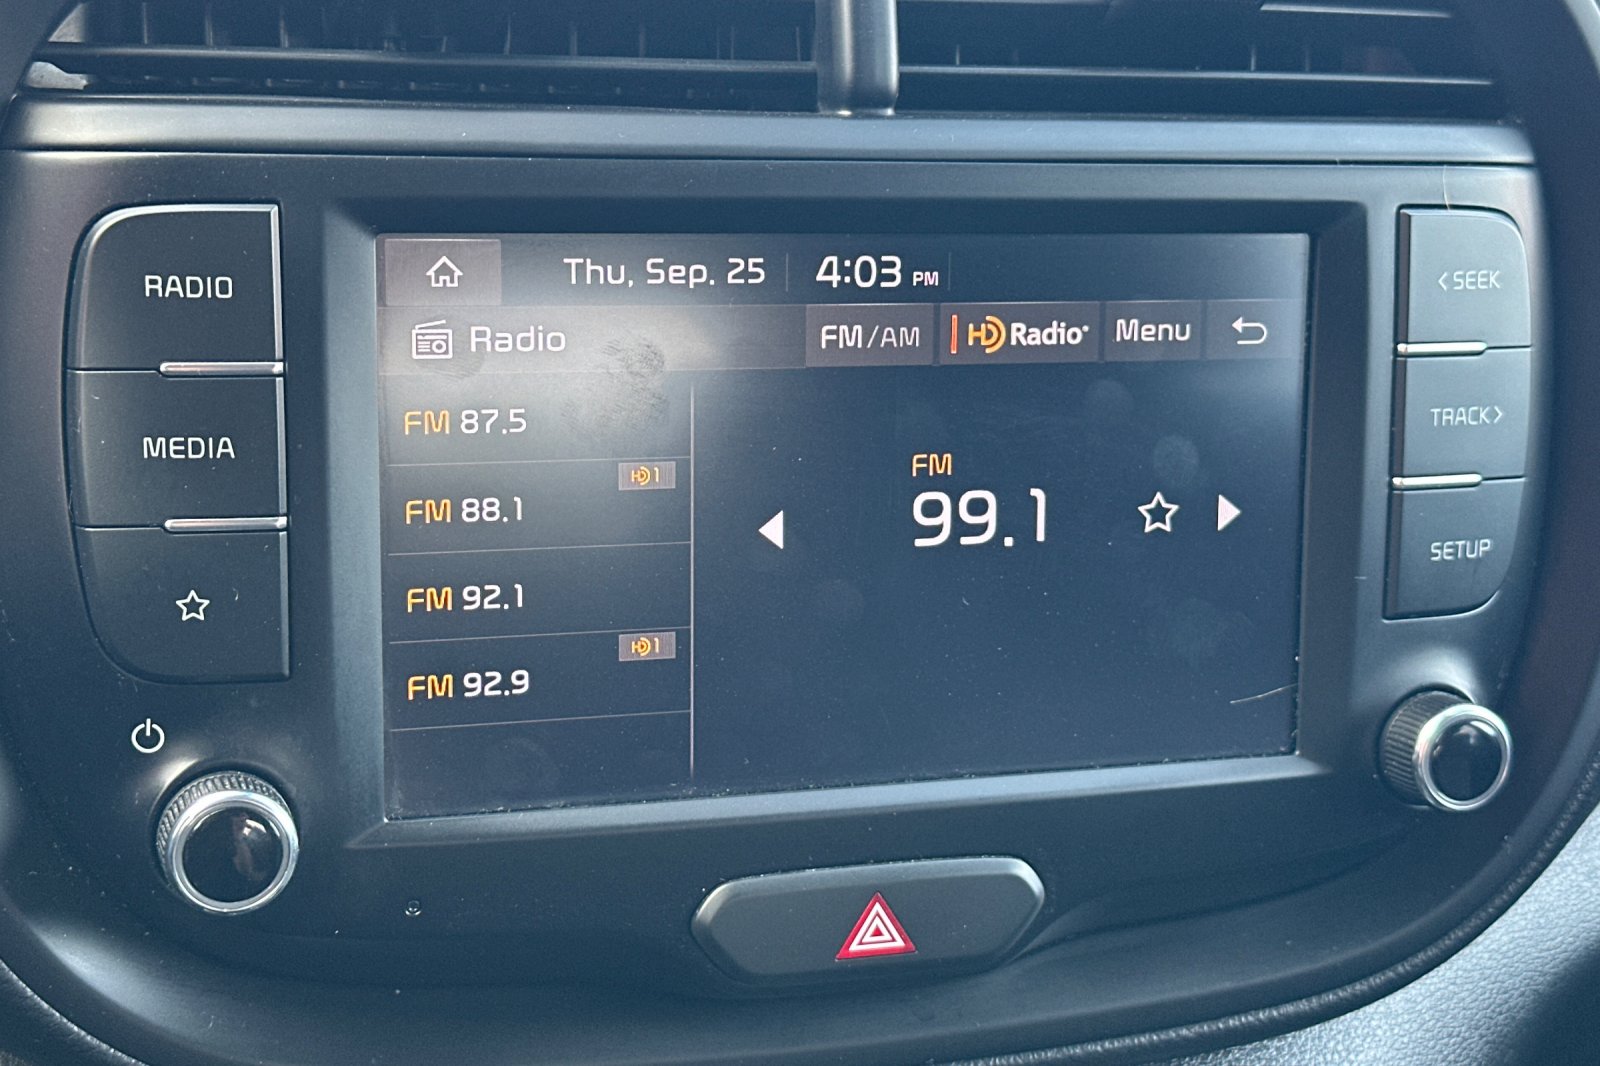 Thu, Sep. 25 4:03 PM
Radio FM/AM HD Radio Menu
RADIO
MEDIA
FM 87.5
HD1
FM 88.1
FM 92.1
HD1
FM 92.9
FM
99.1
< SEEK
TRACK >
SETUP